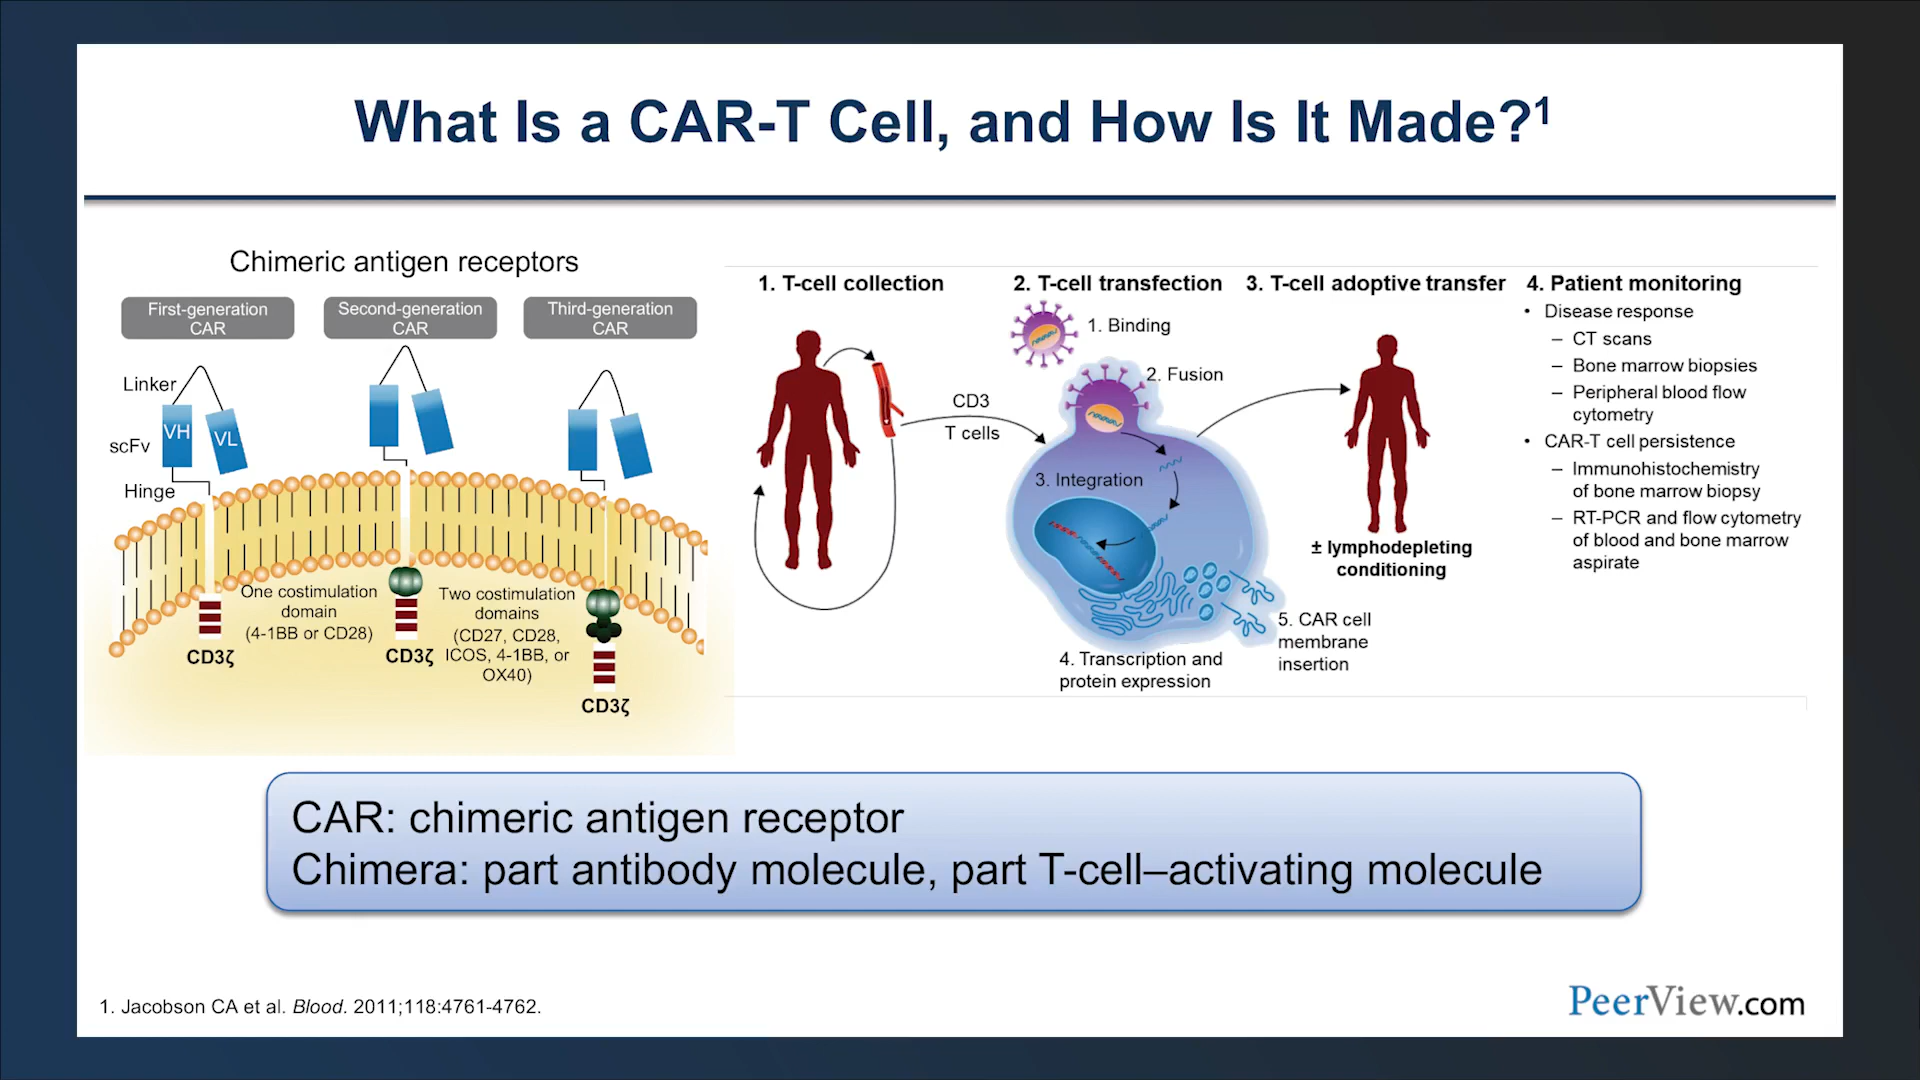 What Is a CAR-T Cell, and How Is It Made?1
Chimeric antigen receptors
First-generation
CAR
Second-generation
CAR
Third-generation
CAR
Linker
VH
VL
scFv
Hinge
One costimulation
domain
(4-1BB or CD28)
Two costimulation
domains
(CD27, CD28,
ICOS, 4-1BB, or
OX40)
CD3ζ
CD3ζ
CD3ζ
1. T-cell collection
CD3
T cells
2. T-cell transfection
1. Binding
2. Fusion
3. Integration
4. Transcription and
protein expression
5. CAR cell
membrane
insertion
3. T-cell adoptive transfer
± lymphodepleting
conditioning
4. Patient monitoring
• Disease response
– CT scans
– Bone marrow biopsies
– Peripheral blood flow
cytometry
• CAR-T cell persistence
– Immunohistochemistry
of bone marrow biopsy
– RT-PCR and flow cytometry
of blood and bone marrow
aspirate
CAR: chimeric antigen receptor
Chimera: part antibody molecule, part T-cell–activating molecule
1. Jacobson CA et al. Blood. 2011;118:4761-4762.
PeerView.com